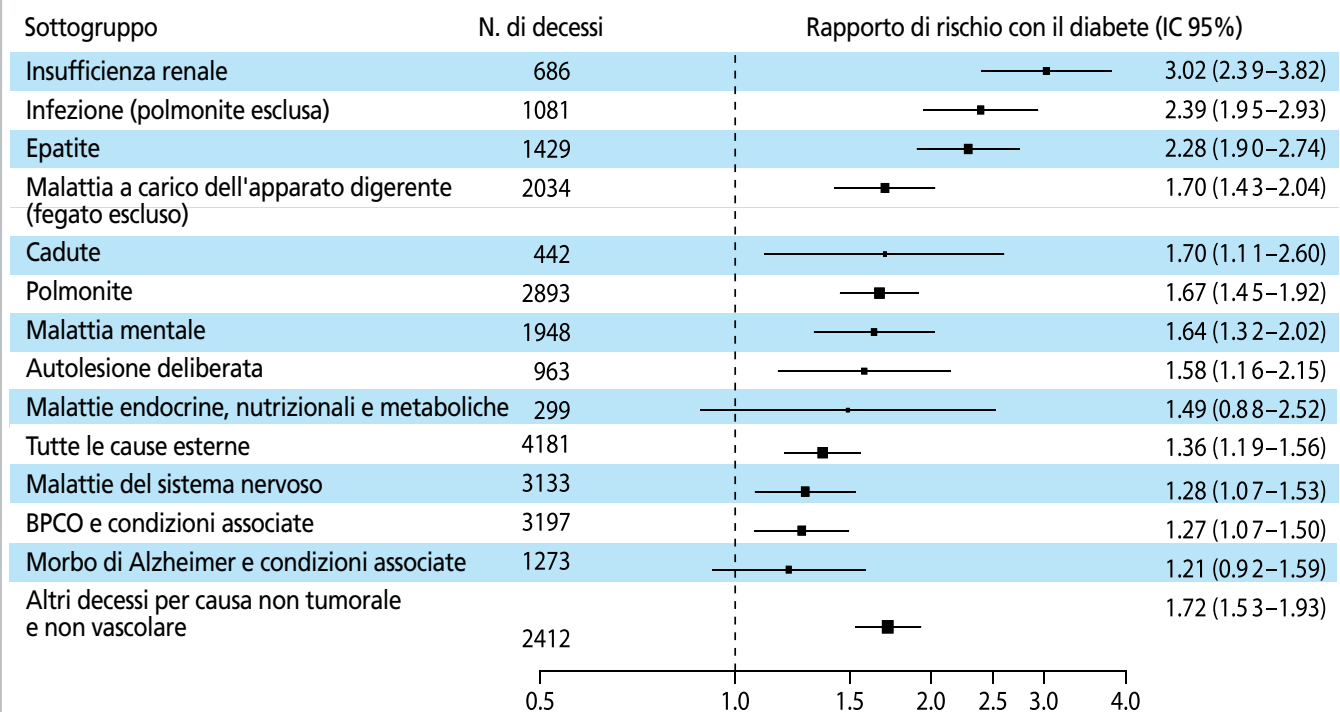 Sottogruppo N. di decessi Rapporto di rischio con il diabete (IC 95%)
Insufficienza renale 686 3.02 (2.39–3.82)
Infezione (polmonite esclusa) 1081 2.39 (1.95–2.93)
Epatite 1429 2.28 (1.90–2.74)
Malattia a carico dell'apparato digerente 2034 1.70 (1.43–2.04)
(fegato escluso)
Cadute 442 1.70 (1.11–2.60)
Polmonite 2893 1.67 (1.45–1.92)
Malattia mentale 1948 1.64 (1.32–2.02)
Autolesione deliberata 963 1.58 (1.16–2.15)
Malattie endocrine, nutrizionali e metaboliche 299 1.49 (0.88–2.52)
Tutte le cause esterne 4181 1.36 (1.19–1.56)
Malattie del sistema nervoso 3133 1.28 (1.07–1.53)
BPCO e condizioni associate 3197 1.27 (1.07–1.50)
Morbo di Alzheimer e condizioni associate 1273 1.21 (0.92–1.59)
Altri decessi per causa non tumorale 1.72 (1.53–1.93)
e non vascolare 2412
0.5 1.0 1.5 2.0 2.5 3.0 4.0